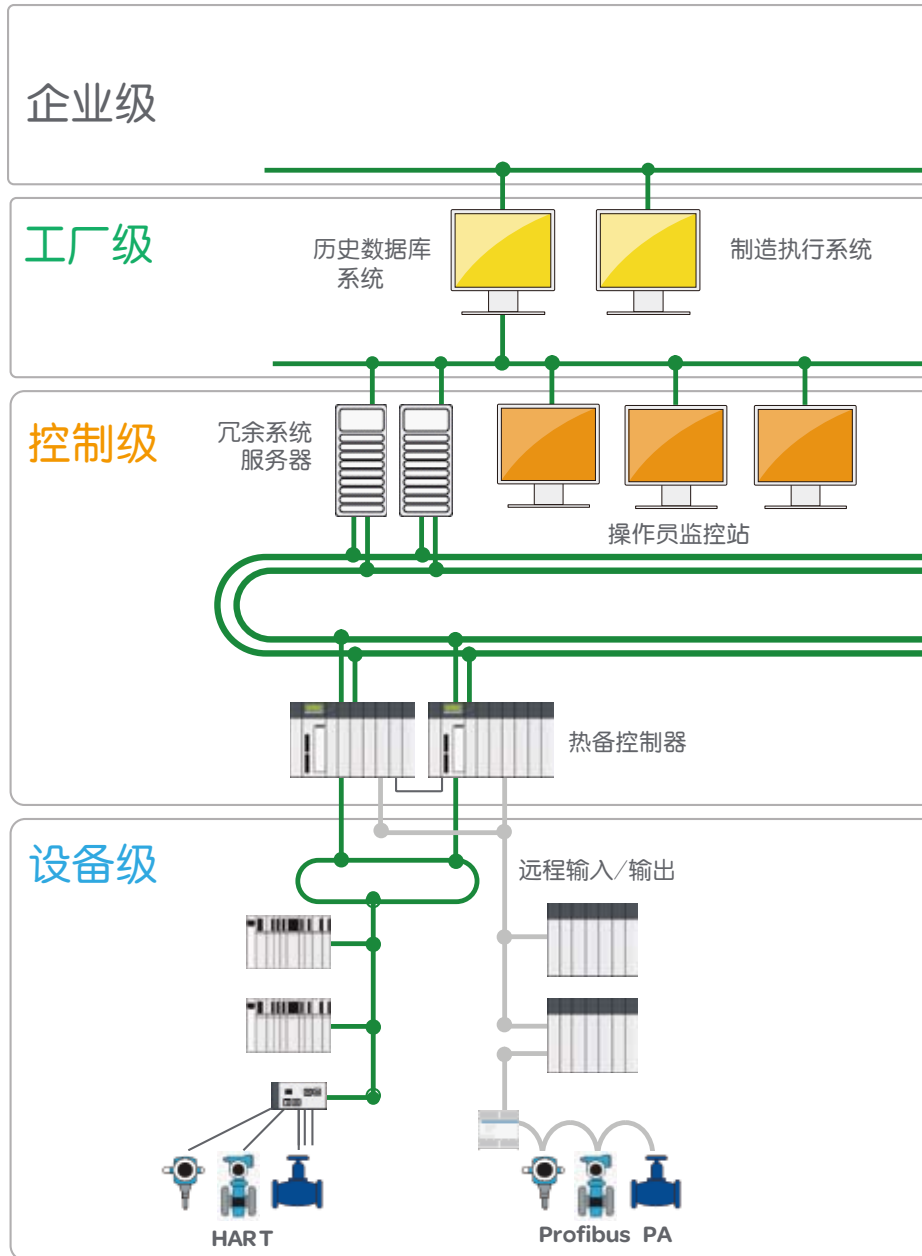 企业级
工厂级
历史数据库
系统
制造执行系统
控制级
冗余系统
服务器
操作员监控站
热备控制器
设备级
远程输入/输出
HART
Profibus PA